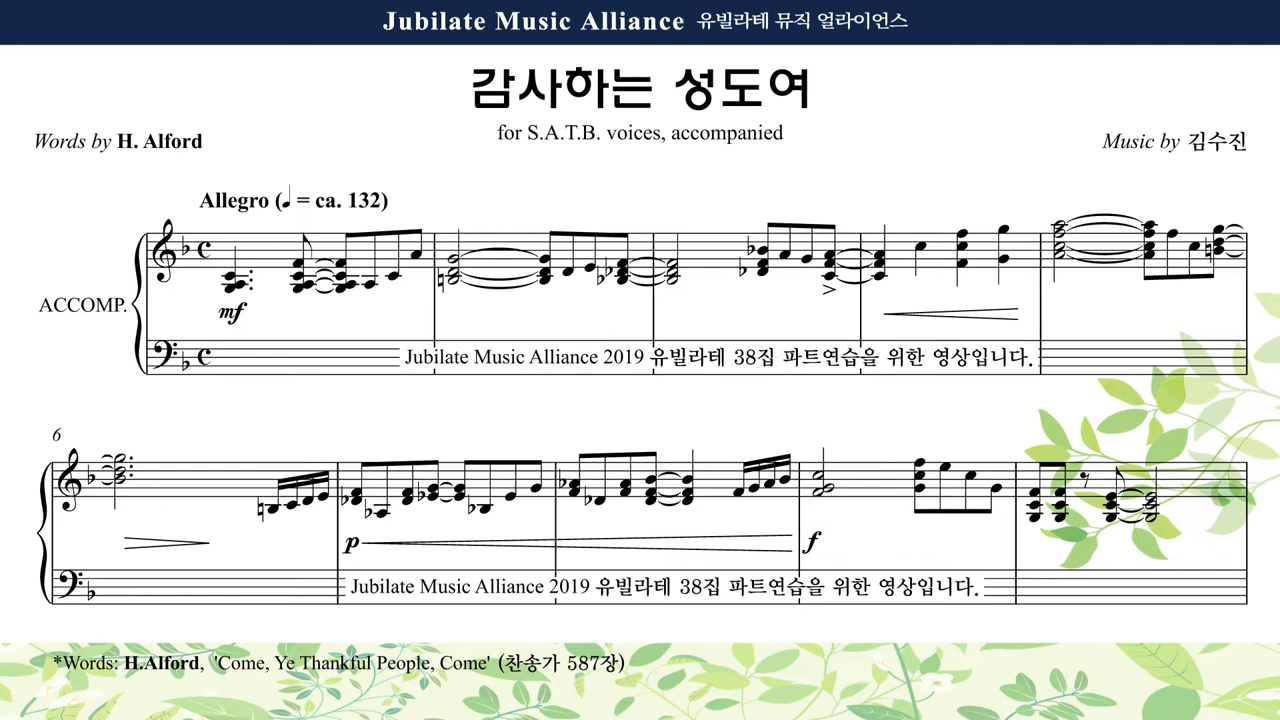 Jubilate Music Alliance 유빌라테 뮤직 얼라이언스
감사하는 성도여
for S.A.T.B. voices, accompanied
Words by H. Alford
Music by 김수진
Allegro (♩ = ca. 132)
ACCOMP.
mf
Jubilate Music Alliance 2019 유빌라테 38집 파트연습을 위한 영상입니다.
6
p
f
Jubilate Music Alliance 2019 유빌라테 38집 파트연습을 위한 영상입니다.
*Words: H.Alford, 'Come, Ye Thankful People, Come' (찬송가 587장)